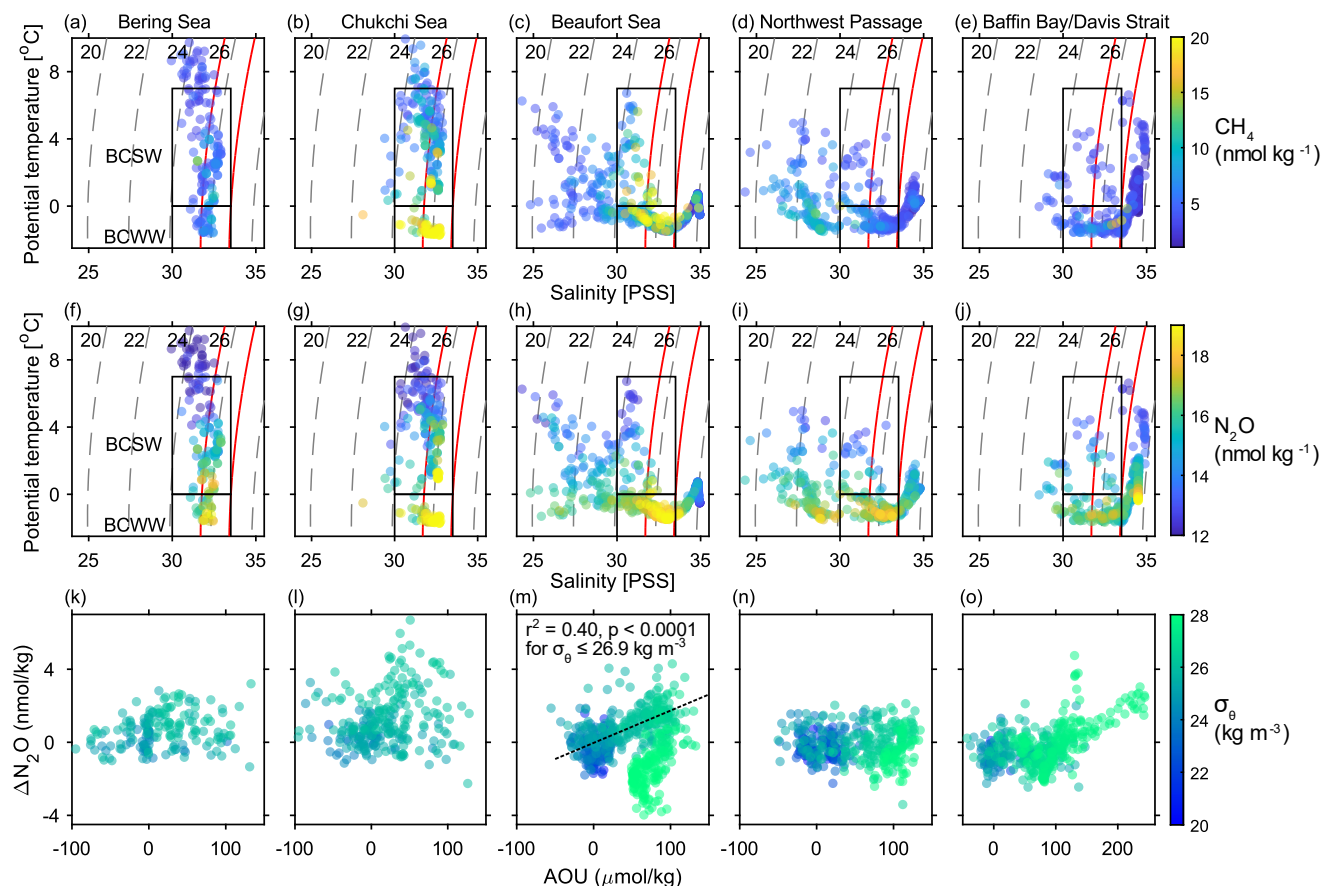 (a) Bering Sea (b) Chukchi Sea (c) Beaufort Sea (d) Northwest Passage (e) Baffin Bay/Davis Strait
20 22 24 26 20 22 24 26 20 22 24 26 20 22 24 26 20 22 24 26 20
8
15
CH4
4 (nmol kg -1)
BCSW 10
0 5
BCWW
Potential temperature [oC]
25 30 35 25 30 35 25 30 35 25 30 35 25 30 35
Salinity [PSS]
(f) (g) (h) (i) (j)
20 22 24 26 20 22 24 26 20 22 24 26 20 22 24 26 20 22 24 26
8 18
4 16 N2O
BCSW (nmol kg -1)
14
0
BCWW 12
Potential temperature [oC]
25 30 35 25 30 35 25 30 35 25 30 35 25 30 35
Salinity [PSS]
(k) (l) (m) (n) (o)
28
r2 = 0.40, p < 0.0001
for σθ ≤ 26.9 kg m-3
4 26
σθ
24 (kg m-3)
0
22
-4 20
ΔN2O (nmol/kg)
-100 0 100 0 100 -100 0 100 0 100 0 100 200
AOU (μmol/kg)